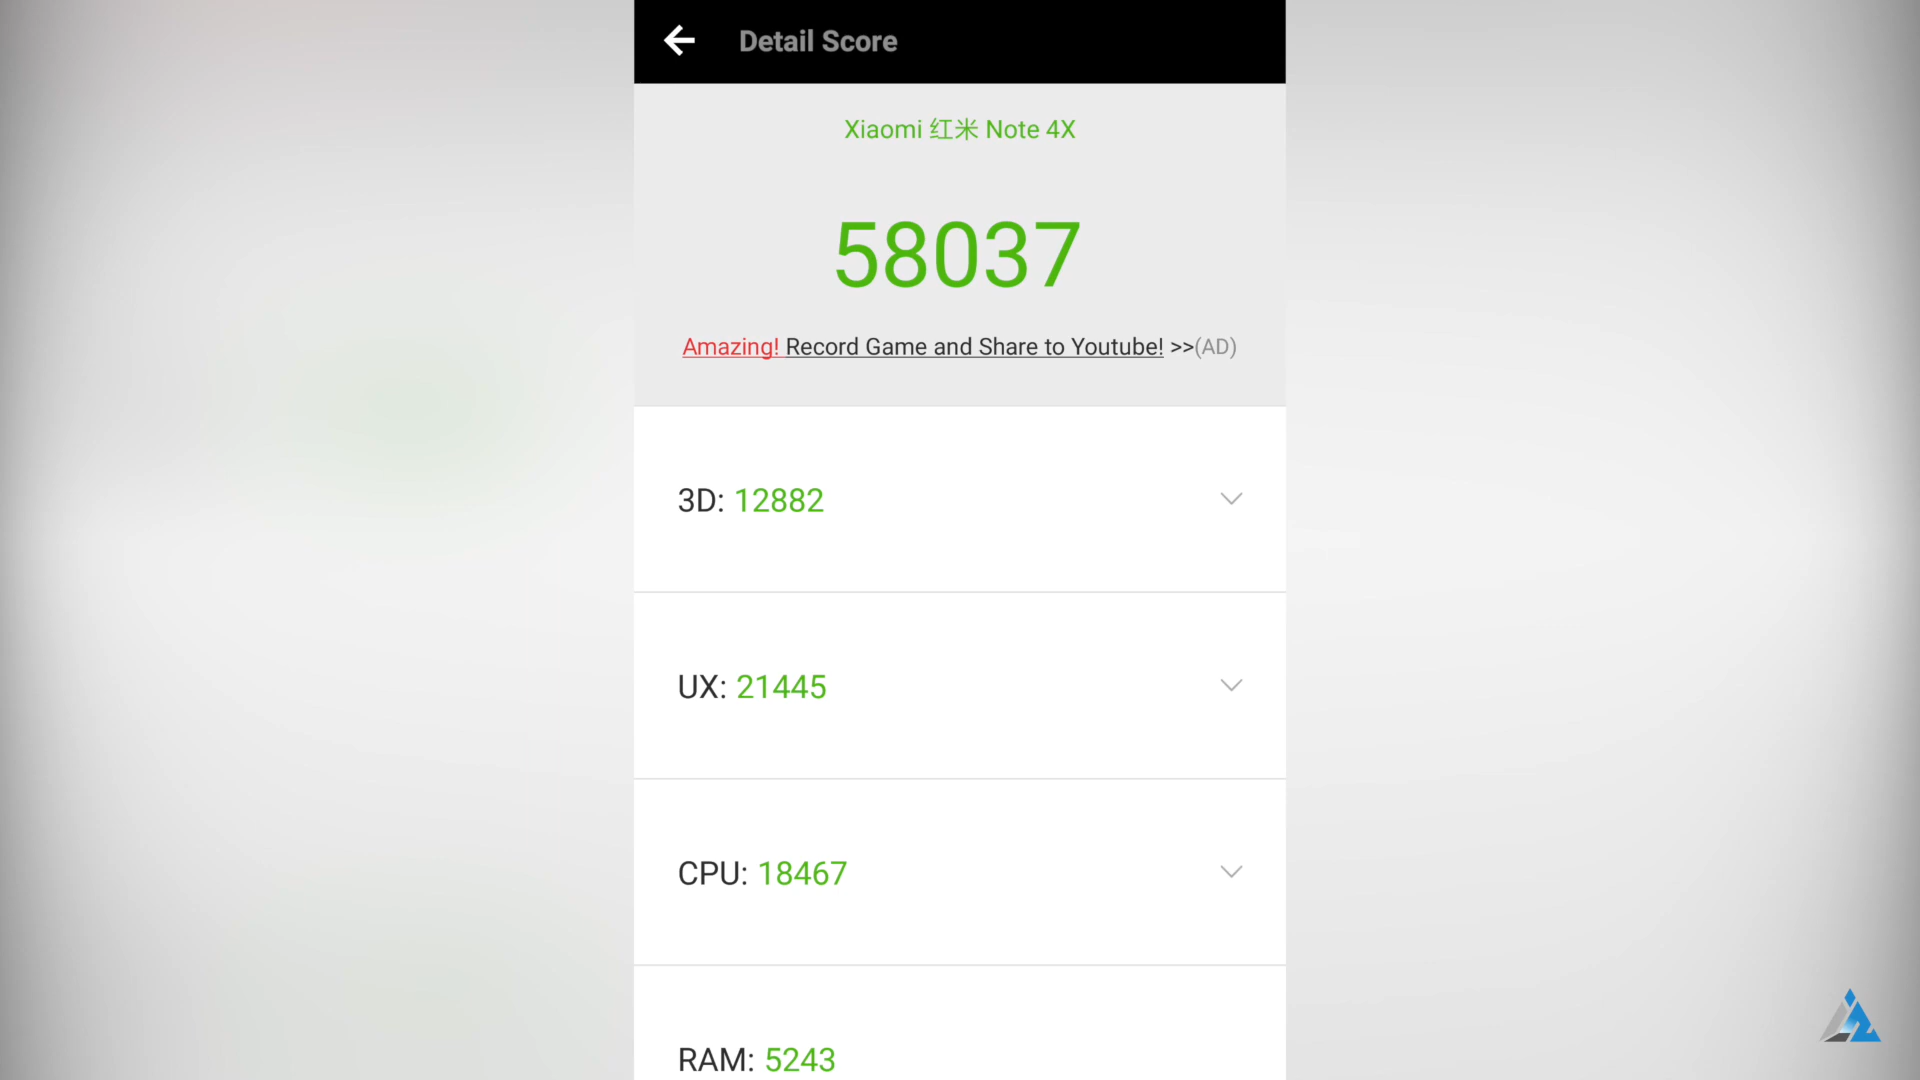 Detail Score
Xiaomi 红米 Note 4X
58037
Amazing! Record Game and Share to Youtube! >>(AD)
3D: 12882
UX: 21445
CPU: 18467
RAM: 5243